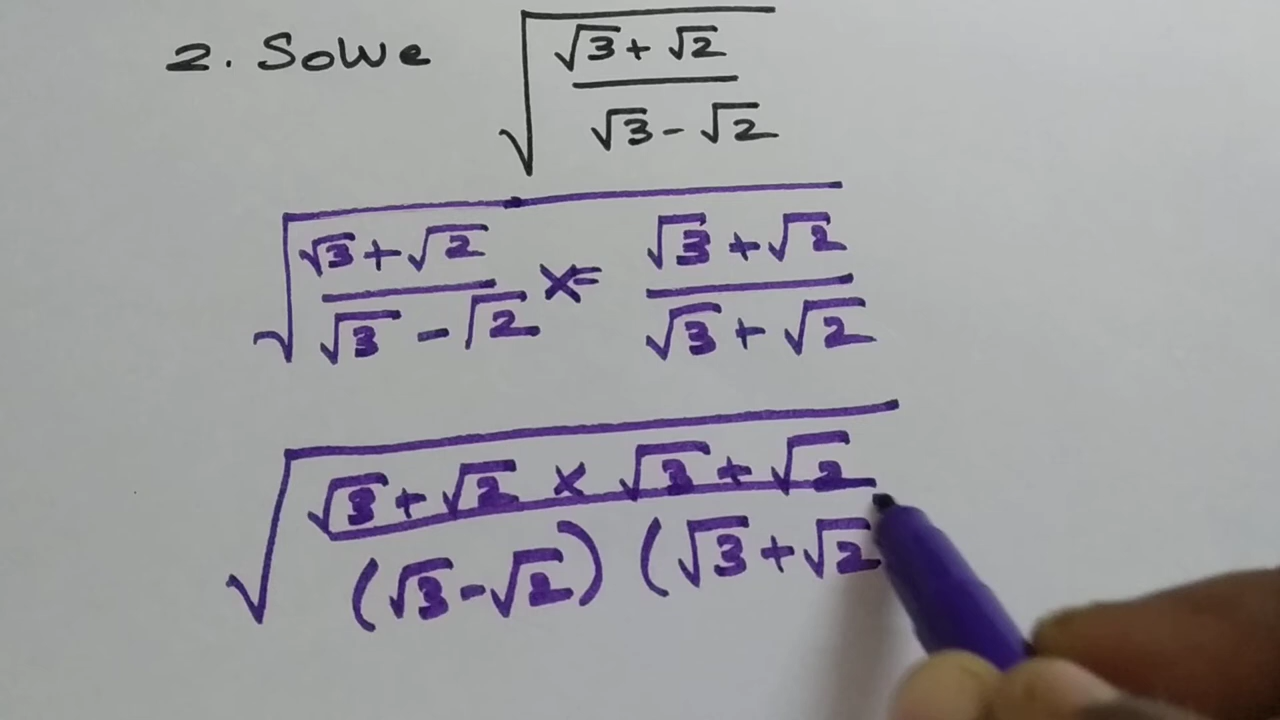 2. Solve √((√3+√2)/(√3-√2))
√((√3+√2)/(√3-√2) ×= (√3+√2)/(√3+√2))
√((√3+√2 × √3+√2)/((√3-√2) (√3+√2))